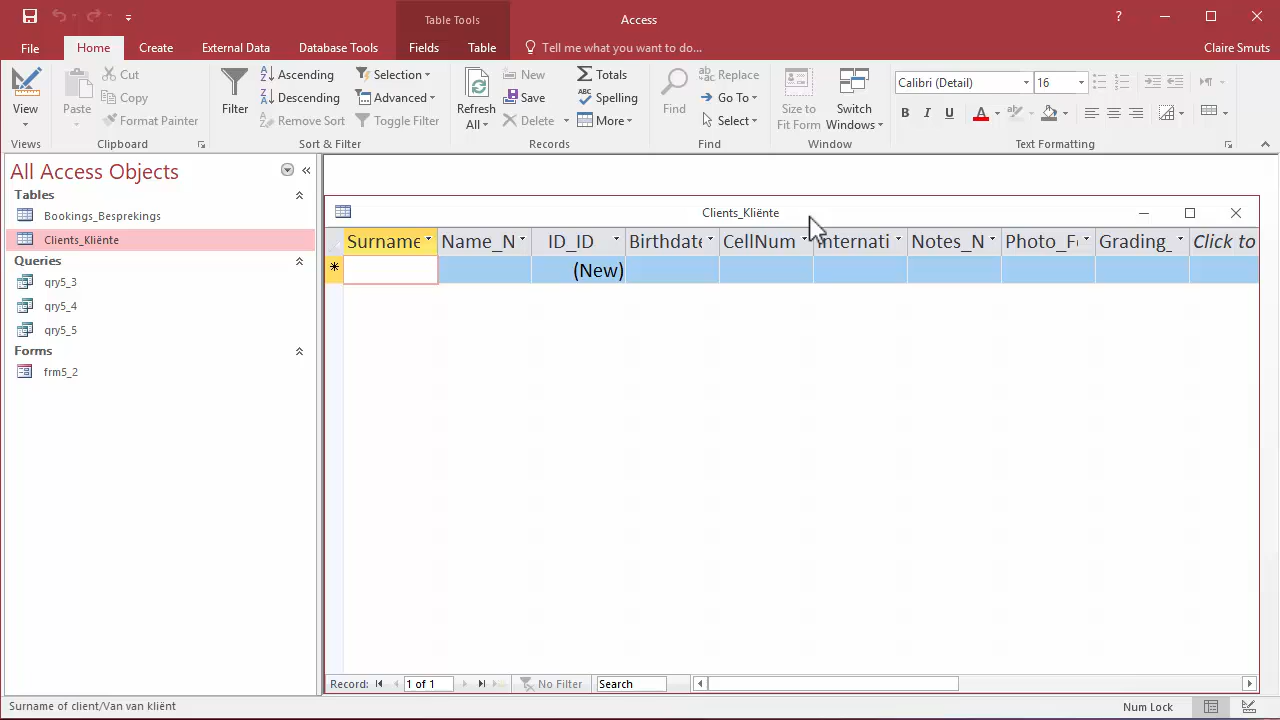 Table Tools
Access
?
File
Home
Create
External Data
Database Tools
Fields
Table
Tell me what you want to do...
Claire Smuts
View
Paste
Cut
Copy
Format Painter
Filter
Ascending
Descending
Remove Sort
Selection
Advanced
Toggle Filter
Refresh
All
New
Save
Delete
Totals
Spelling
More
Find
Replace
Go To
Select
Size to
Fit Form
Switch
Windows
Calibri (Detail)
16
B I U A
Views
Clipboard
Sort & Filter
Records
Find
Window
Text Formatting
All Access Objects
Tables
Bookings_Besprekings
Clients_Kliënte
Queries
qry5_3
qry5_4
qry5_5
Forms
frm5_2
Clients_Kliënte
Surname Name_N ID_ID Birthdate CellNum Internati Notes_N Photo_F Grading_ Click to
* (New)
Record: 1 of 1 No Filter Search
Surname of client/Van van kliënt
Num Lock